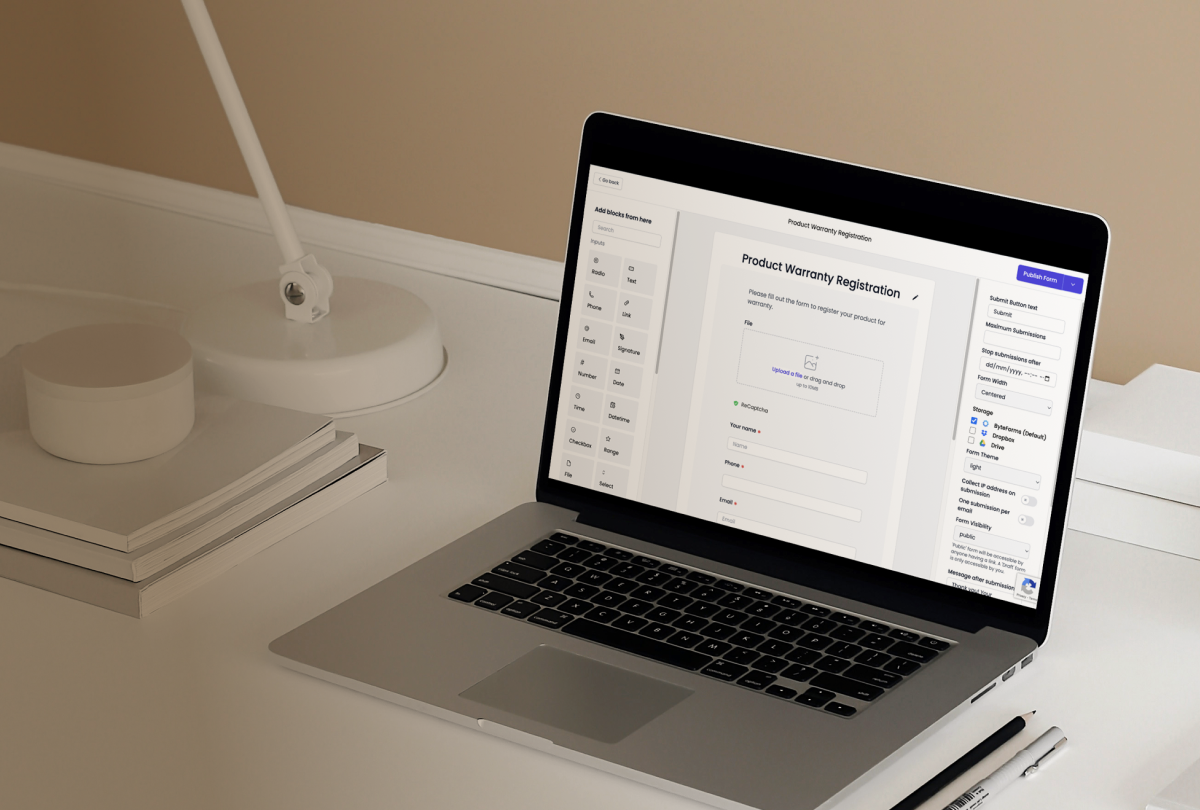 Go back
Product Warranty Registration
Publish Form
Add blocks from here
Search
Inputs
Radio
Text
Phone
Link
Email
Signature
Number
Date
Time
Datetime
Checkbox
Range
File
Select
Product Warranty Registration
Please fill out the form to register your product for
warranty.
File
Upload a file or drag and drop
up to 10MB
ReCaptcha
Your name *
Name
Phone *
Email *
Email
Submit Button text
Submit
Maximum Submissions
Stop submissions after
dd/mm/yyyy, --:-- --
Form Width
Centered
Storage
ByteForms (Default)
Dropbox
Drive
Form Theme
light
Collect IP address on
submission
One submission per
email
Form Visibility
public
'Public' form will be accessible by
anyone having a link. A 'Draft' form
is only accessible by you.
Message after submission